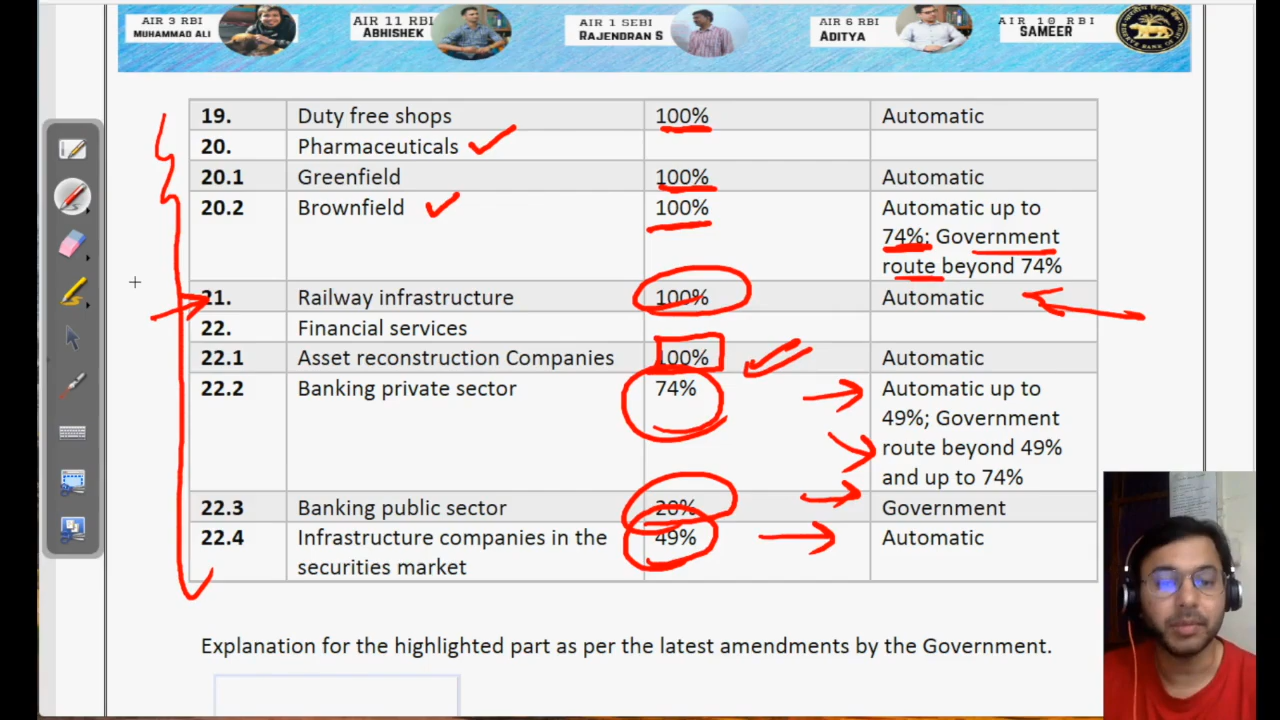 AIR 3 RBI
MUHAMMAD ALI
AIR 11 RBI
ABHISHEK
AIR 1 SEBI
RAJENDRAN S
AIR 6 RBI
ADITYA
AIR 10 RBI
SAMEER
19. Duty free shops 100% Automatic
20. Pharmaceuticals
20.1 Greenfield 100% Automatic
20.2 Brownfield 100% Automatic up to
74%; Government
route beyond 74%
21. Railway infrastructure 100% Automatic
22. Financial services
22.1 Asset reconstruction Companies 100% Automatic
22.2 Banking private sector 74% Automatic up to
49%; Government
route beyond 49%
and up to 74%
22.3 Banking public sector 20% Government
22.4 Infrastructure companies in the 49% Automatic
securities market
Explanation for the highlighted part as per the latest amendments by the Government.